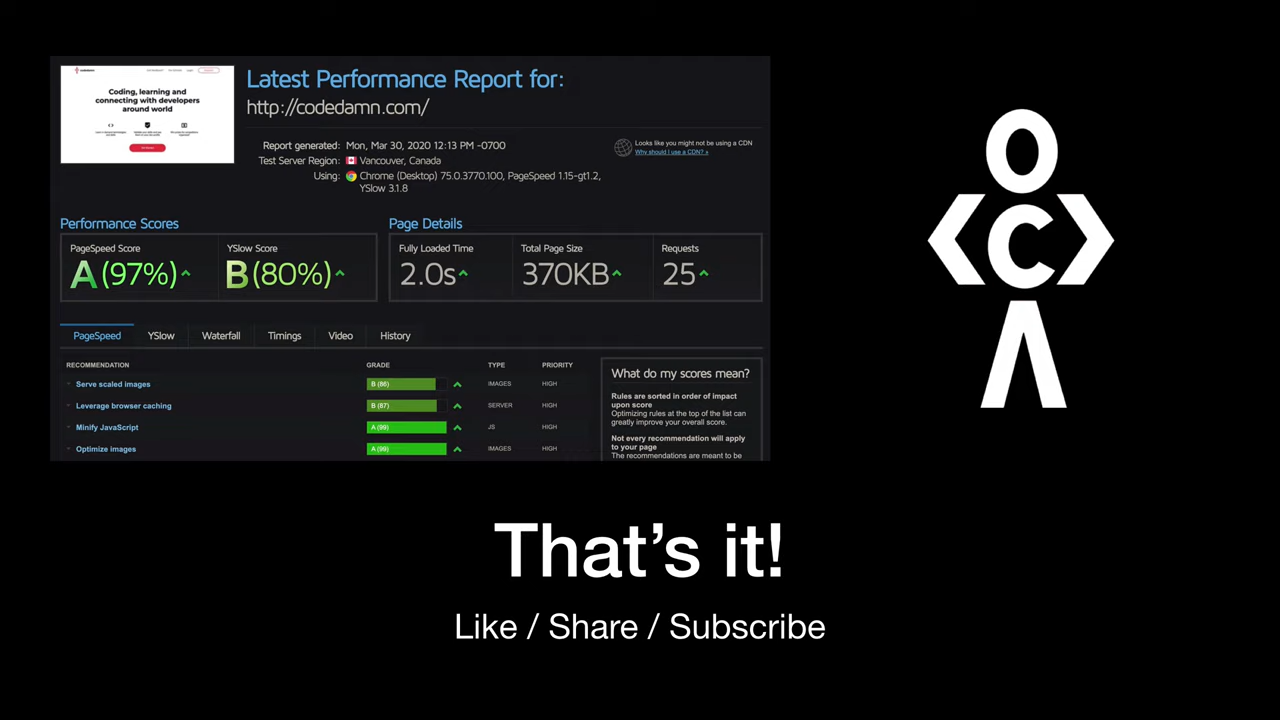 codedamn
Coding, learning and
connecting with developers
around world
Latest Performance Report for:
http://codedamn.com/
Report generated: Mon, Mar 30, 2020 12:13 PM -0700
Test Server Region: Vancouver, Canada
Using: Chrome (Desktop) 75.0.3770.100, PageSpeed 1.15-gt1.2,
YSlow 3.1.8
Looks like you might not be using a CDN
Why should I use a CDN? »
Performance Scores
PageSpeed Score
A (97%)
YSlow Score
B (80%)
Page Details
Fully Loaded Time
2.0s
Total Page Size
370KB
Requests
25
PageSpeed YSlow Waterfall Timings Video History
RECOMMENDATION GRADE TYPE PRIORITY
Serve scaled images B (86) IMAGES HIGH
Leverage browser caching B (87) SERVER HIGH
Minify JavaScript A (99) JS HIGH
Optimize images A (99) IMAGES HIGH
What do my scores mean?
Rules are sorted in order of impact
upon score
Optimizing rules at the top of the list can
greatly improve your overall score.
Not every recommendation will apply
to your page
The recommendations are meant to be
That's it!
Like / Share / Subscribe